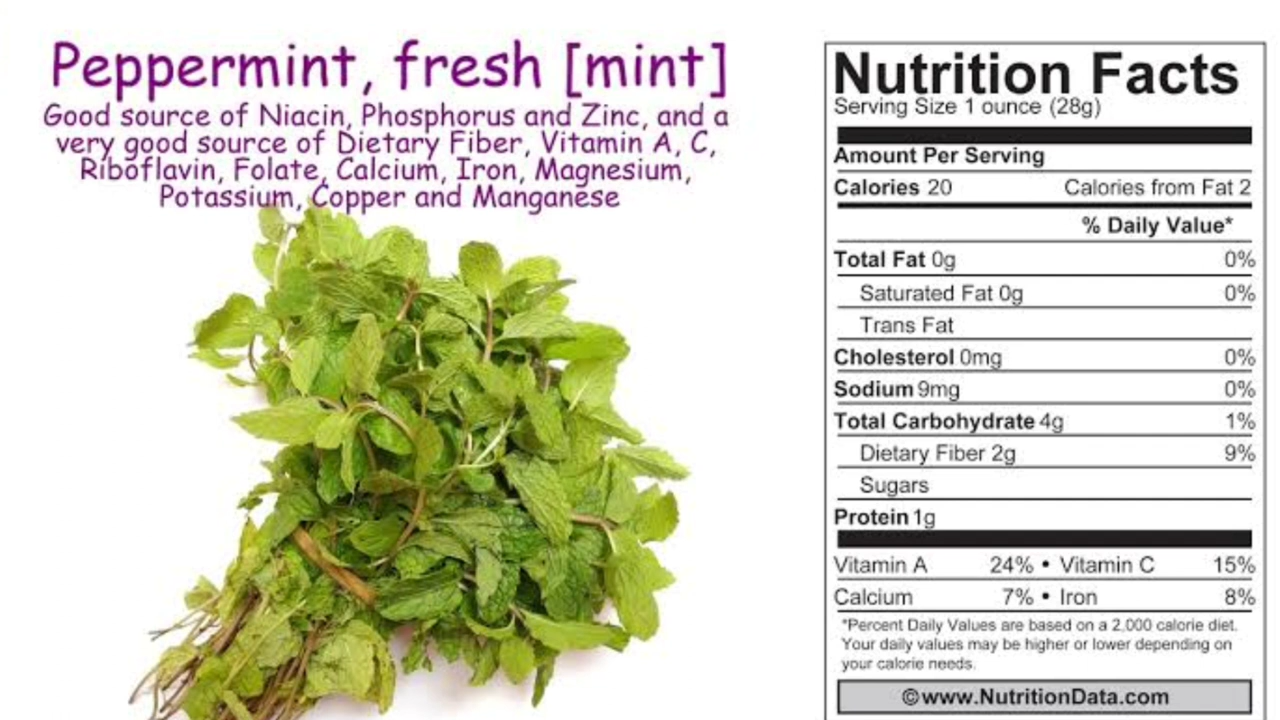 Peppermint, fresh [mint]
Good source of Niacin, Phosphorus and Zinc, and a
very good source of Dietary Fiber, Vitamin A, C,
Riboflavin, Folate, Calcium, Iron, Magnesium,
Potassium, Copper and Manganese
Nutrition Facts
Serving Size 1 ounce (28g)
Amount Per Serving
Calories 20 Calories from Fat 2
% Daily Value*
Total Fat 0g 0%
Saturated Fat 0g 0%
Trans Fat
Cholesterol 0mg 0%
Sodium 9mg 0%
Total Carbohydrate 4g 1%
Dietary Fiber 2g 9%
Sugars
Protein 1g
Vitamin A 24% • Vitamin C 15%
Calcium 7% • Iron 8%
*Percent Daily Values are based on a 2,000 calorie diet.
Your daily values may be higher or lower depending on
your calorie needs.
©www.NutritionData.com